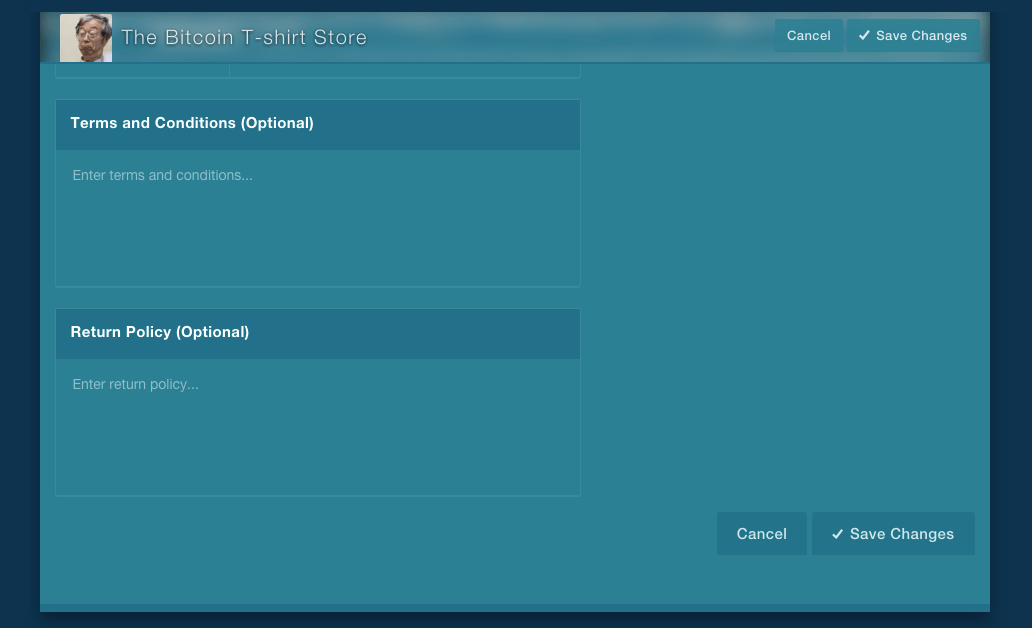 The Bitcoin T-shirt Store
Cancel
Save Changes
Terms and Conditions (Optional)
Enter terms and conditions...
Return Policy (Optional)
Enter return policy...
Cancel
Save Changes